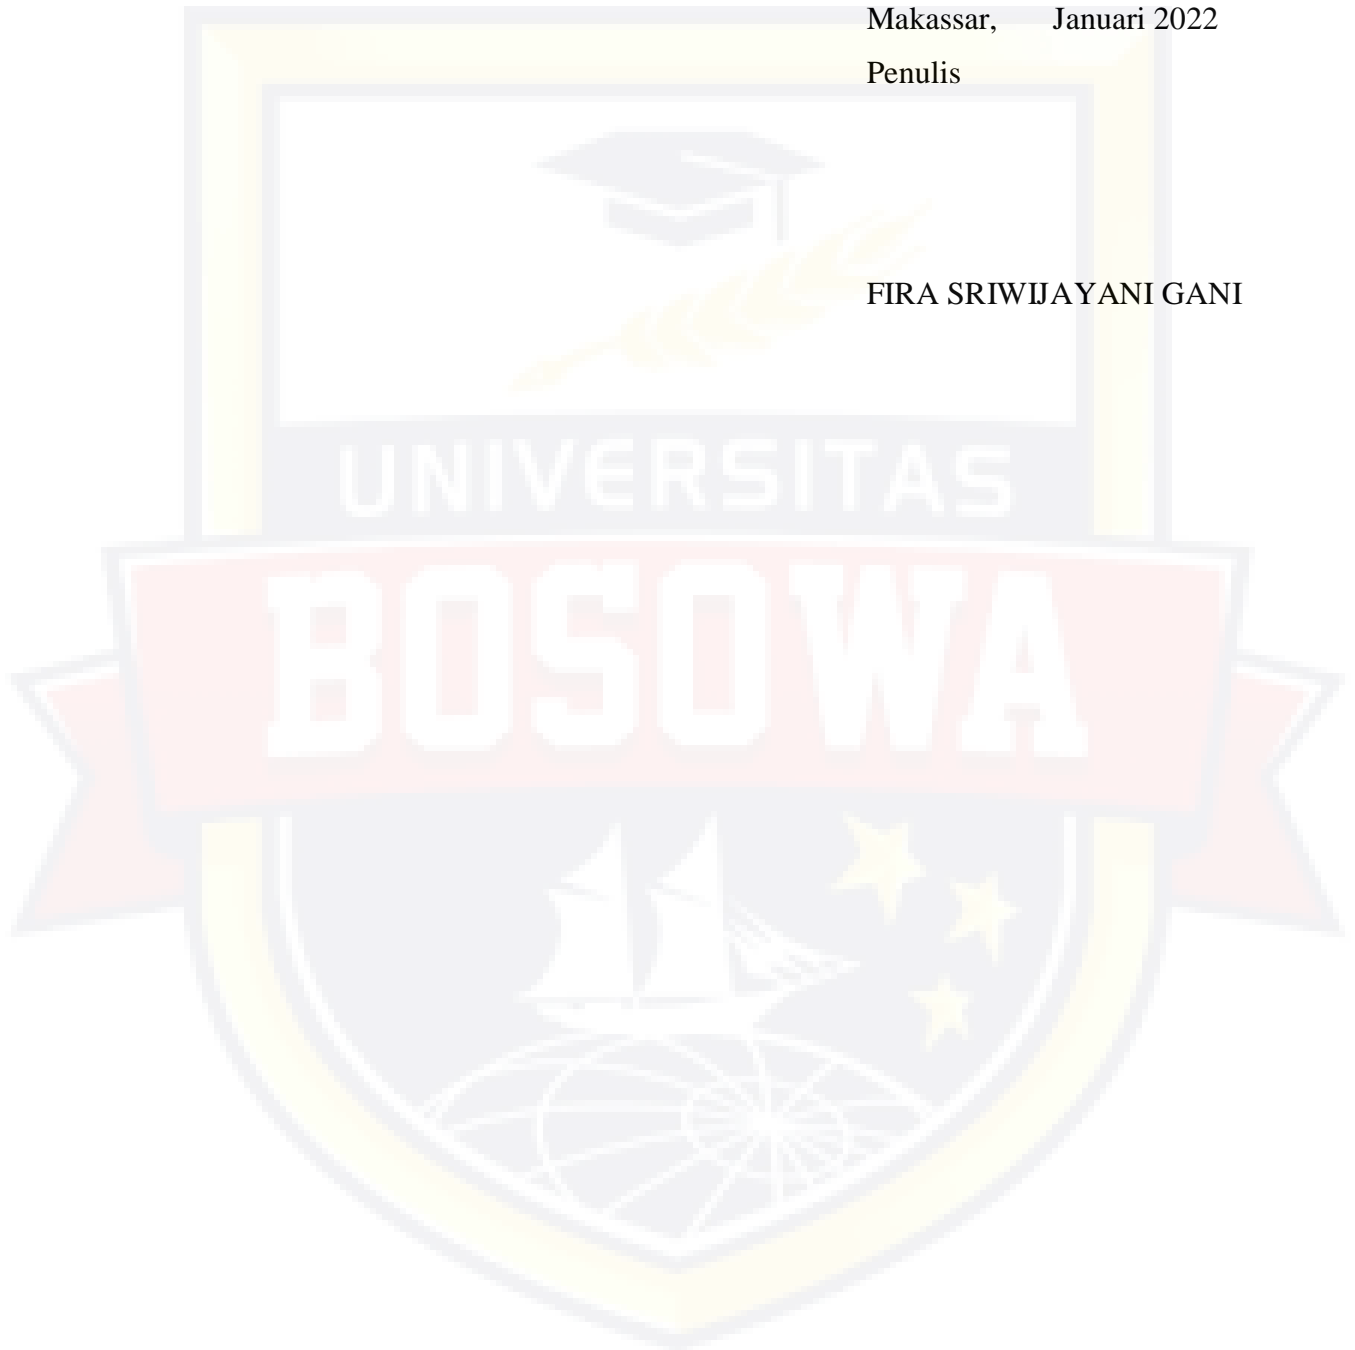 Makassar, Januari 2022
Penulis
FIRA SRIWIJAYANI GANI
UNIVERSITAS
BOSOWA